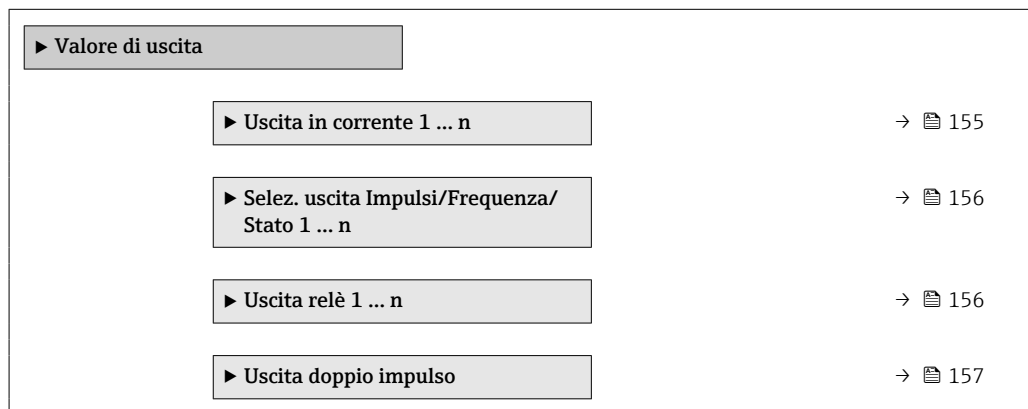 ▶ Valore di uscita
▶ Uscita in corrente 1 … n → 155
▶ Selez. uscita Impulsi/Frequenza/ → 156
Stato 1 … n
▶ Uscita relè 1 … n → 156
▶ Uscita doppio impulso → 157